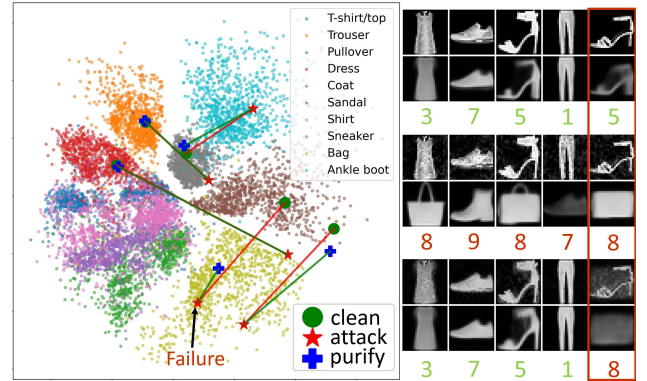 T-shirt/top
Trouser
Pullover
Dress
Coat
Sandal
Shirt
Sneaker
Bag
Ankle boot
clean
attack
purify
Failure
3 7 5 1 5
8 9 8 7 8
3 7 5 1 8